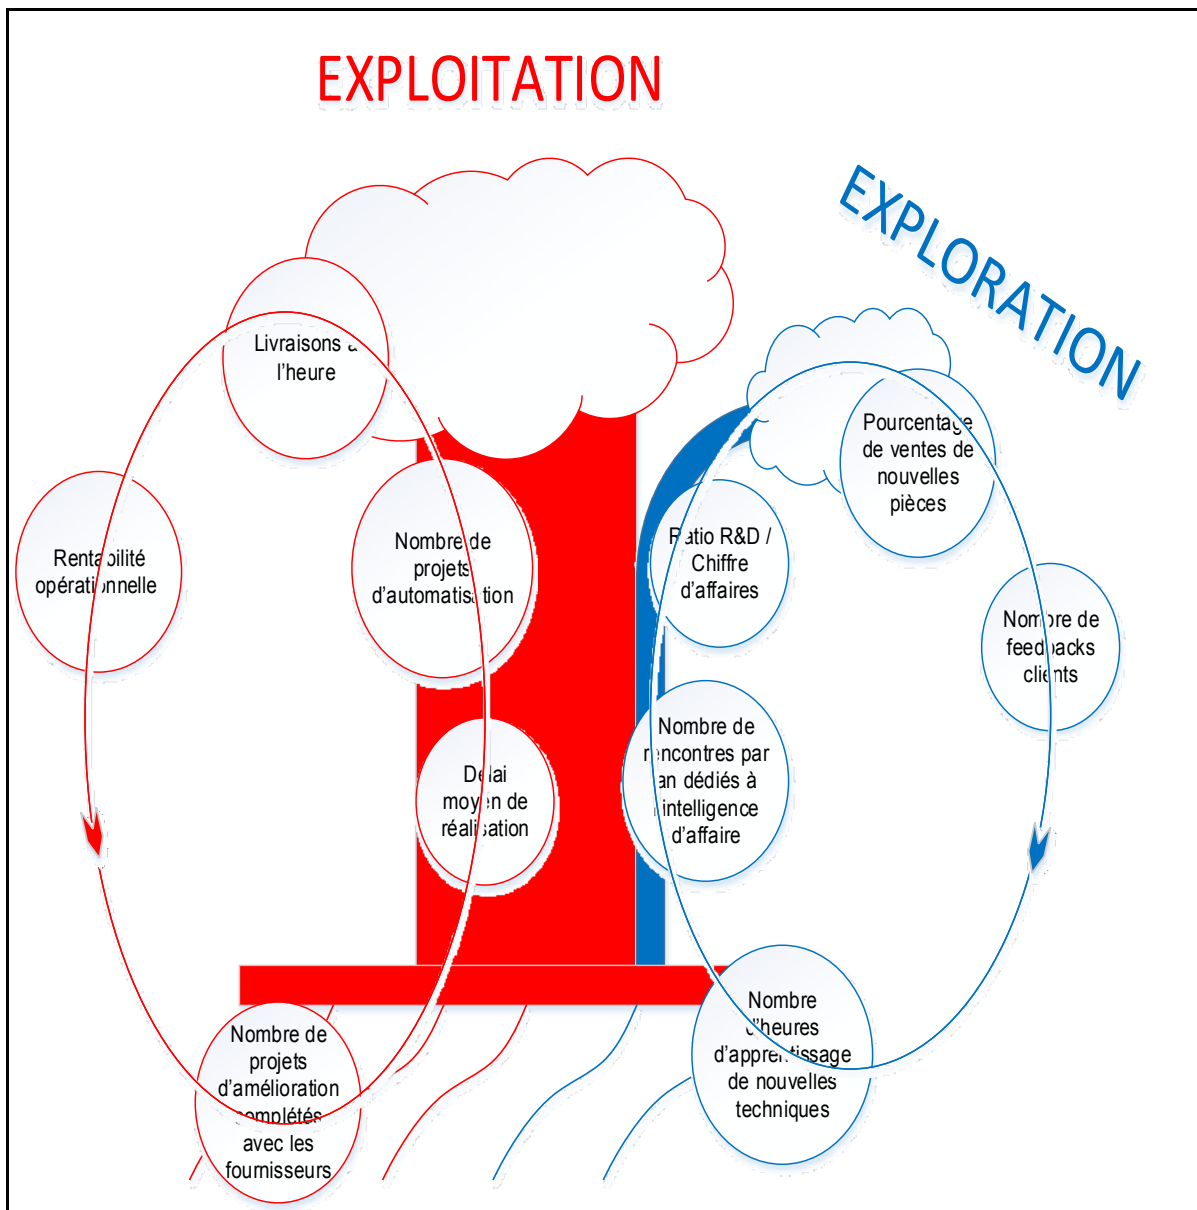 EXPLOITATION
EXPLORATION
Livraisons à
l'heure
Rentabilité
opérationnelle
Nombre de
projets
d'automatisation
Délai
moyen de
réalisation
Nombre de
projets
d'amélioration
complétés
avec les
fournisseurs
Pourcentage
de ventes de
nouvelles
pièces
Ratio R&D /
Chiffre
d'affaires
Nombre de
feedbacks
clients
Nombre de
rencontres par
an dédiés à
l'intelligence
d'affaire
Nombre
d'heures
d'apprentissage
de nouvelles
techniques